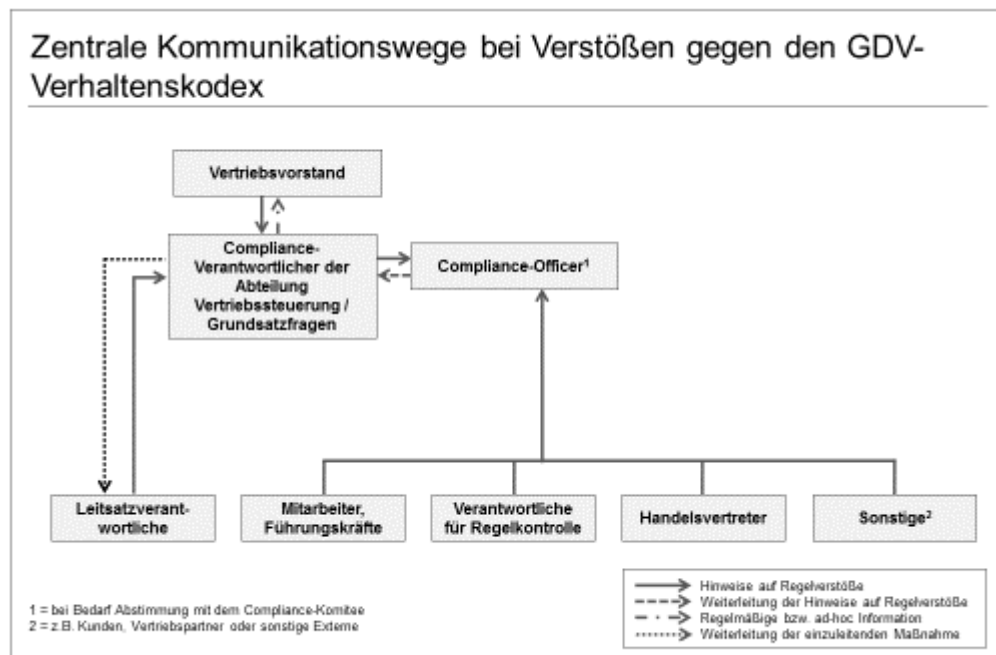 Zentrale Kommunikationswege bei Verstößen gegen den GDV-
Verhaltenskodex
Vertriebsvorstand
Compliance-
Verantwortlicher der
Abteilung
Vertriebssteuerung /
Grundsatzfragen
Compliance-Officer¹
Leitsatzverant-
wortliche
Mitarbeiter,
Führungskräfte
Verantwortliche
für Regelkontrolle
Handelsvertreter
Sonstige²
1 = bei Bedarf Abstimmung mit dem Compliance-Komitee
2 = z.B. Kunden, Vertriebspartner oder sonstige Externe
Hinweise auf Regelverstöße
Weiterleitung der Hinweise auf Regelverstöße
Regelmäßige bzw. ad-hoc Information
Weiterleitung der einzuleitenden Maßnahme